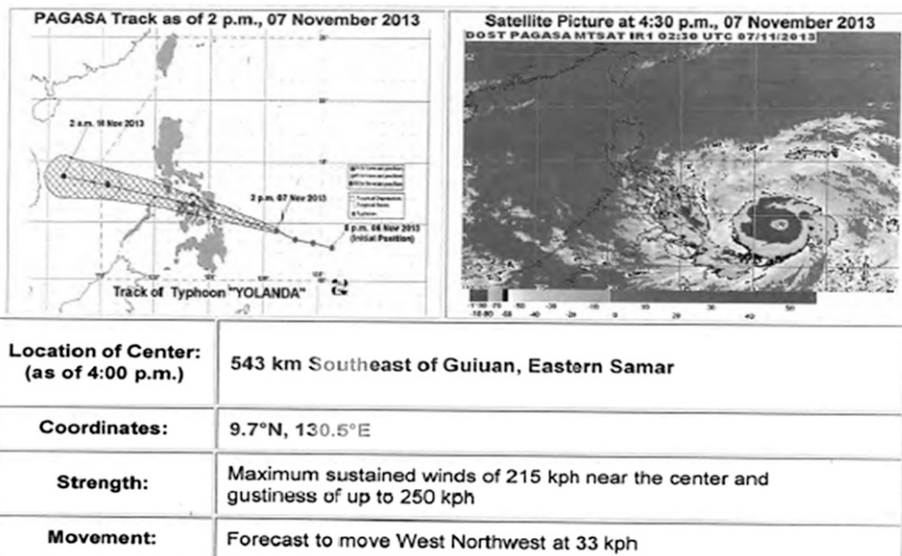 PAGASA Track as of 2 p.m., 07 November 2013
2 a.m. 10 Nov 2013
2 p.m. 07 Nov 2013
8 p.m. 06 Nov 2013
(Initial Position)
Track of Typhoon "YOLANDA"
Satellite Picture at 4:30 p.m., 07 November 2013
DOST PAGASA MTSAT IR1 02:30 UTC 07/11/2013
Location of Center:
(as of 4:00 p.m.)
543 km Southeast of Guiuan, Eastern Samar
Coordinates:
9.7°N, 130.5°E
Strength:
Maximum sustained winds of 215 kph near the center and
gustiness of up to 250 kph
Movement:
Forecast to move West Northwest at 33 kph